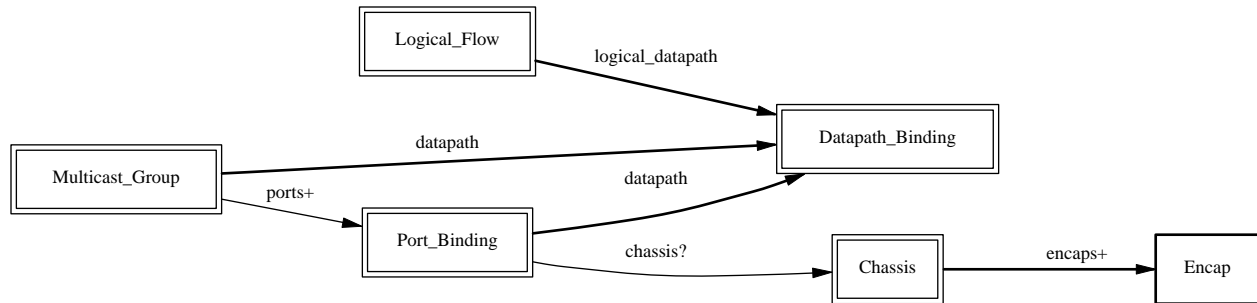 Logical_Flow
logical_datapath
Datapath_Binding
datapath
Multicast_Group
datapath
ports+
Port_Binding
chassis?
Chassis
encaps+
Encap